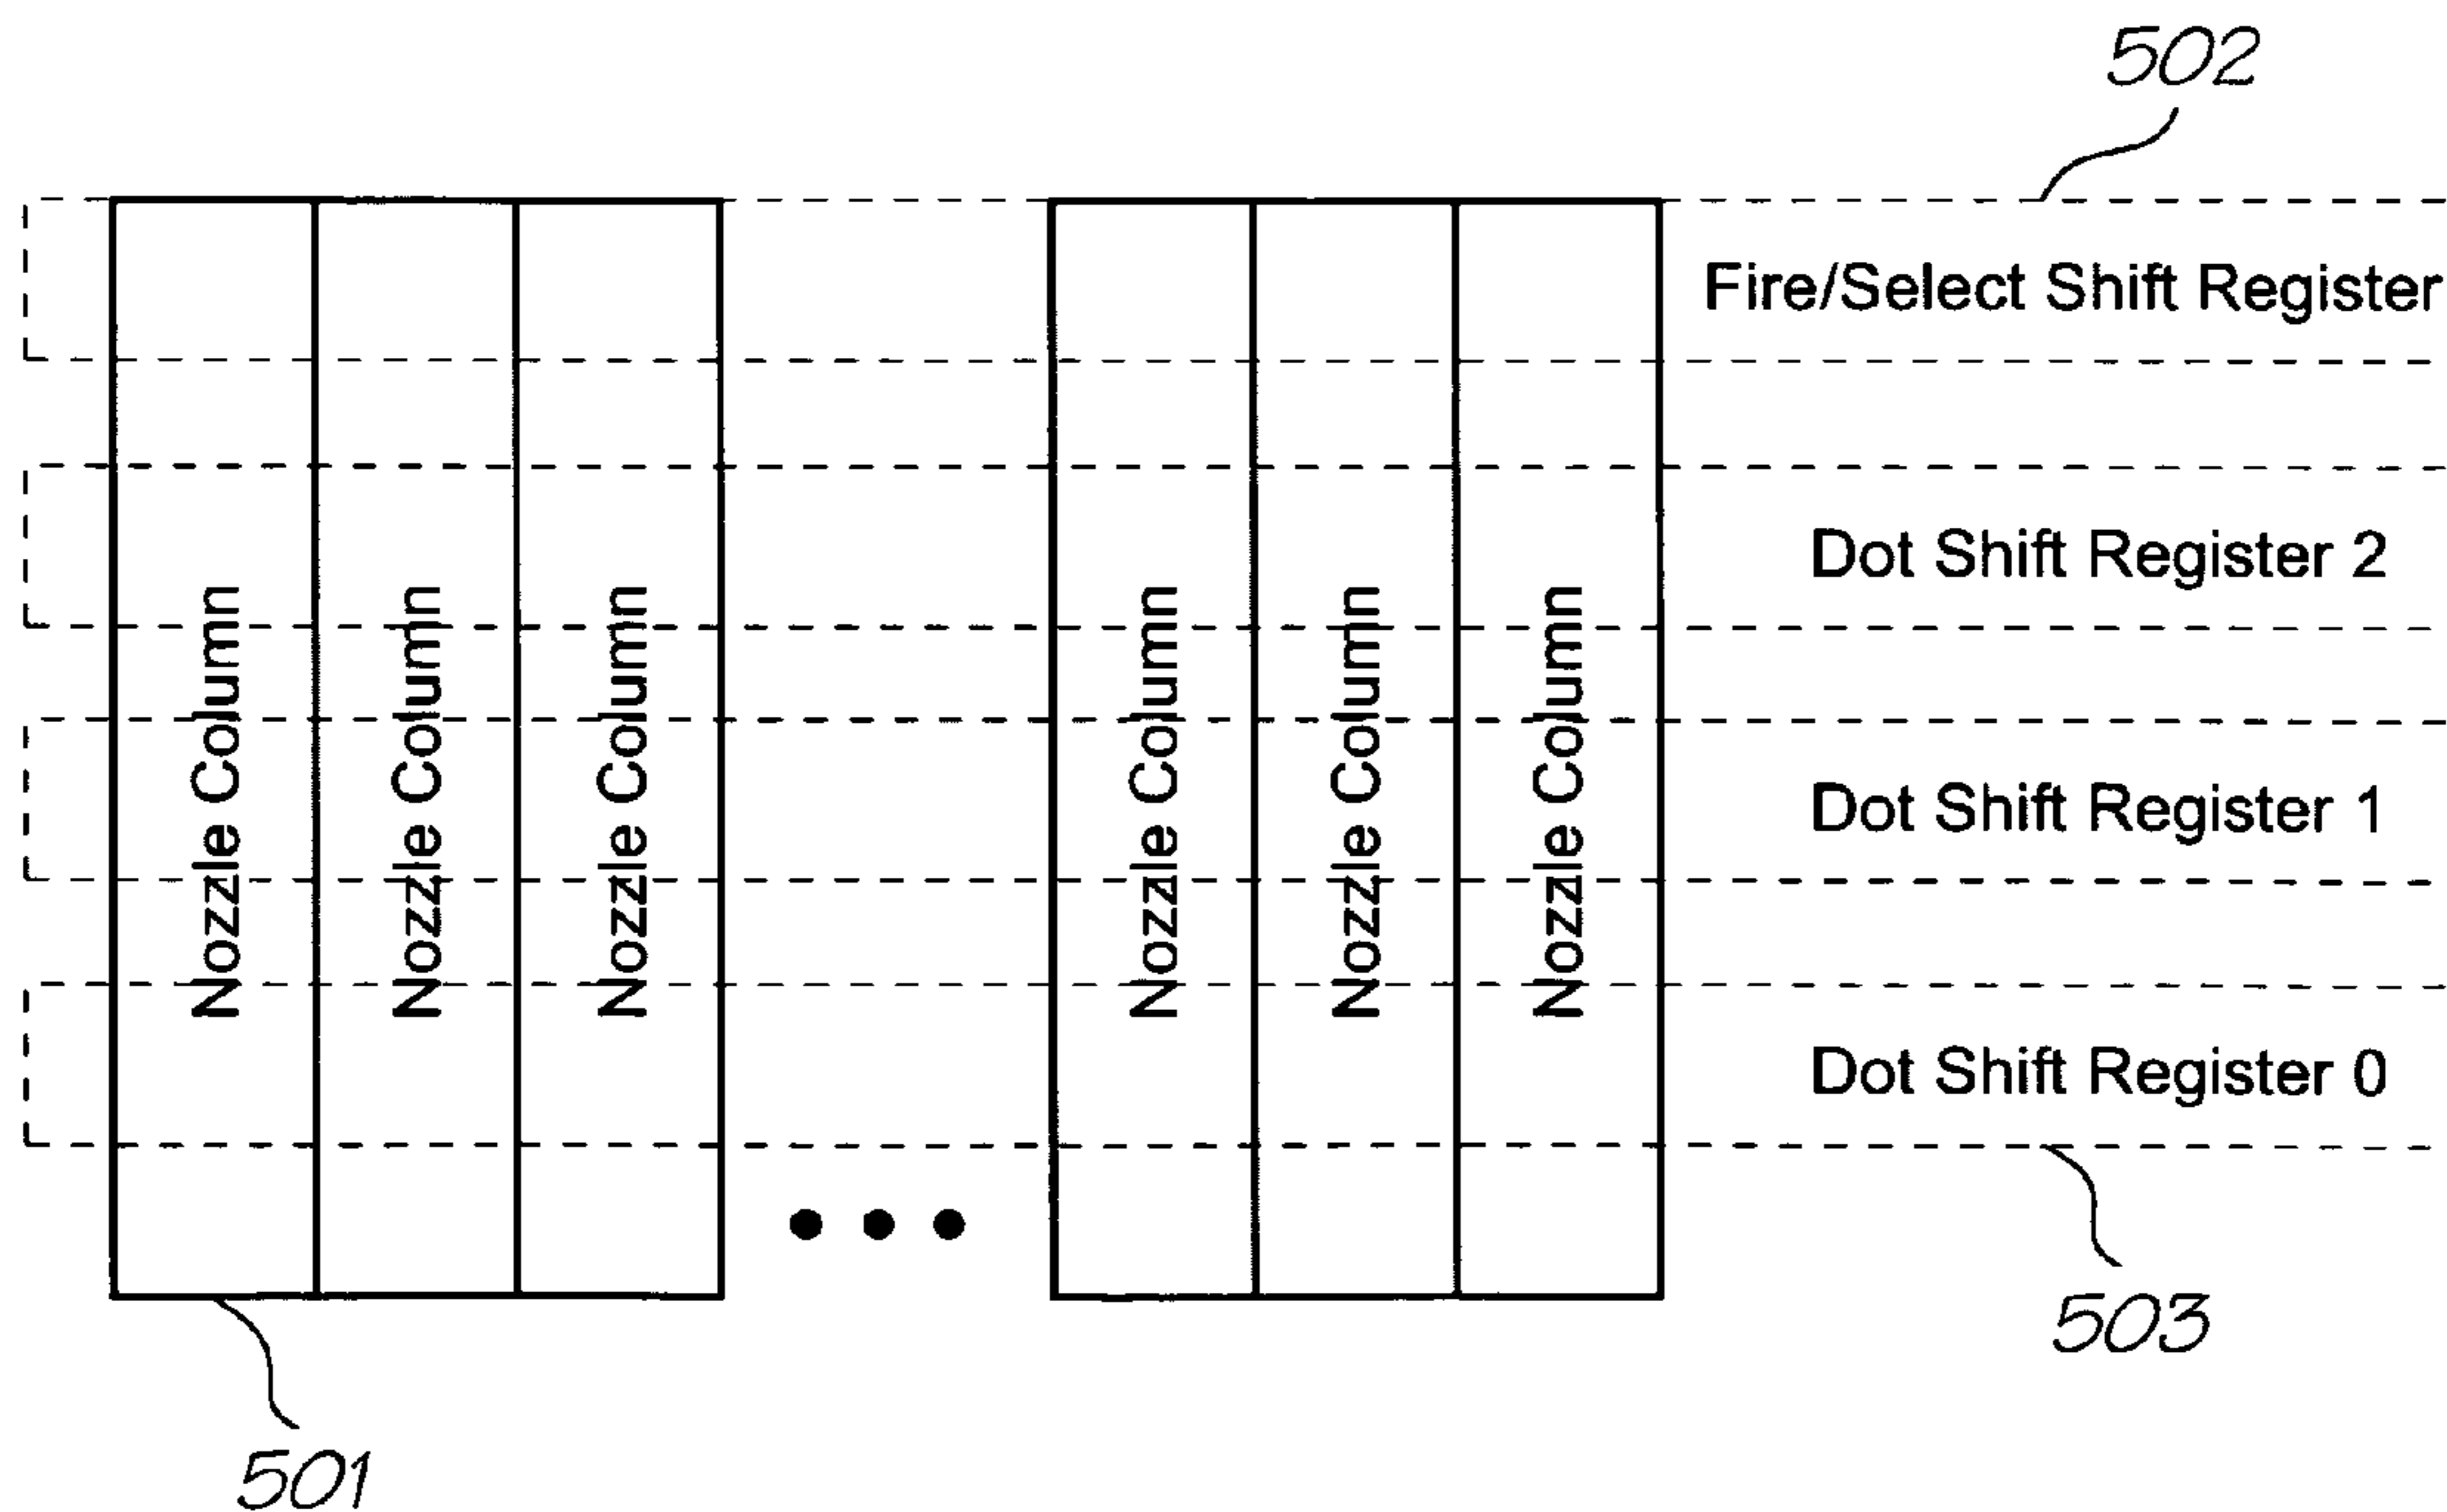 502
Fire/Select Shift Register
Dot Shift Register 2
Nozzle Column
Nozzle Column
Nozzle Column
Nozzle Column
Nozzle Column
Nozzle Column
Dot Shift Register 1
Dot Shift Register 0
503
501